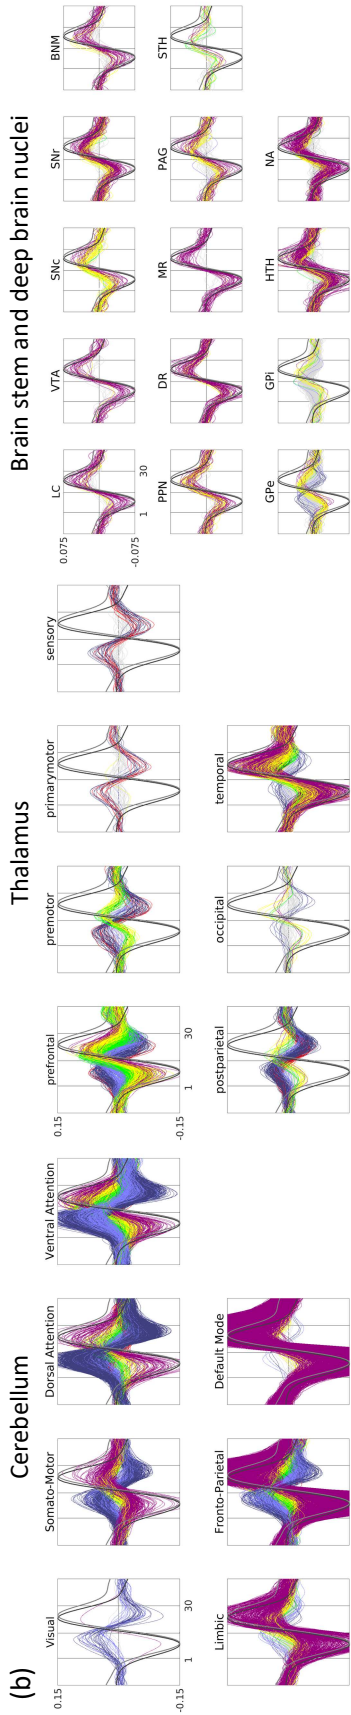 (b)
Cerebellum
Visual
Somato-Motor
Dorsal Attention
Ventral Attention
0.15
-0.15
1
30
Limbic
Fronto-Parietal
Default Mode
Thalamus
prefrontal
premotor
primarymotor
sensory
0.15
-0.15
1
30
postparietal
occipital
temporal
Brain stem and deep brain nuclei
LC
VTA
SNc
SNr
BNM
0.075
-0.075
1
30
PPN
DR
MR
PAG
STH
GPe
GPi
HTH
NA